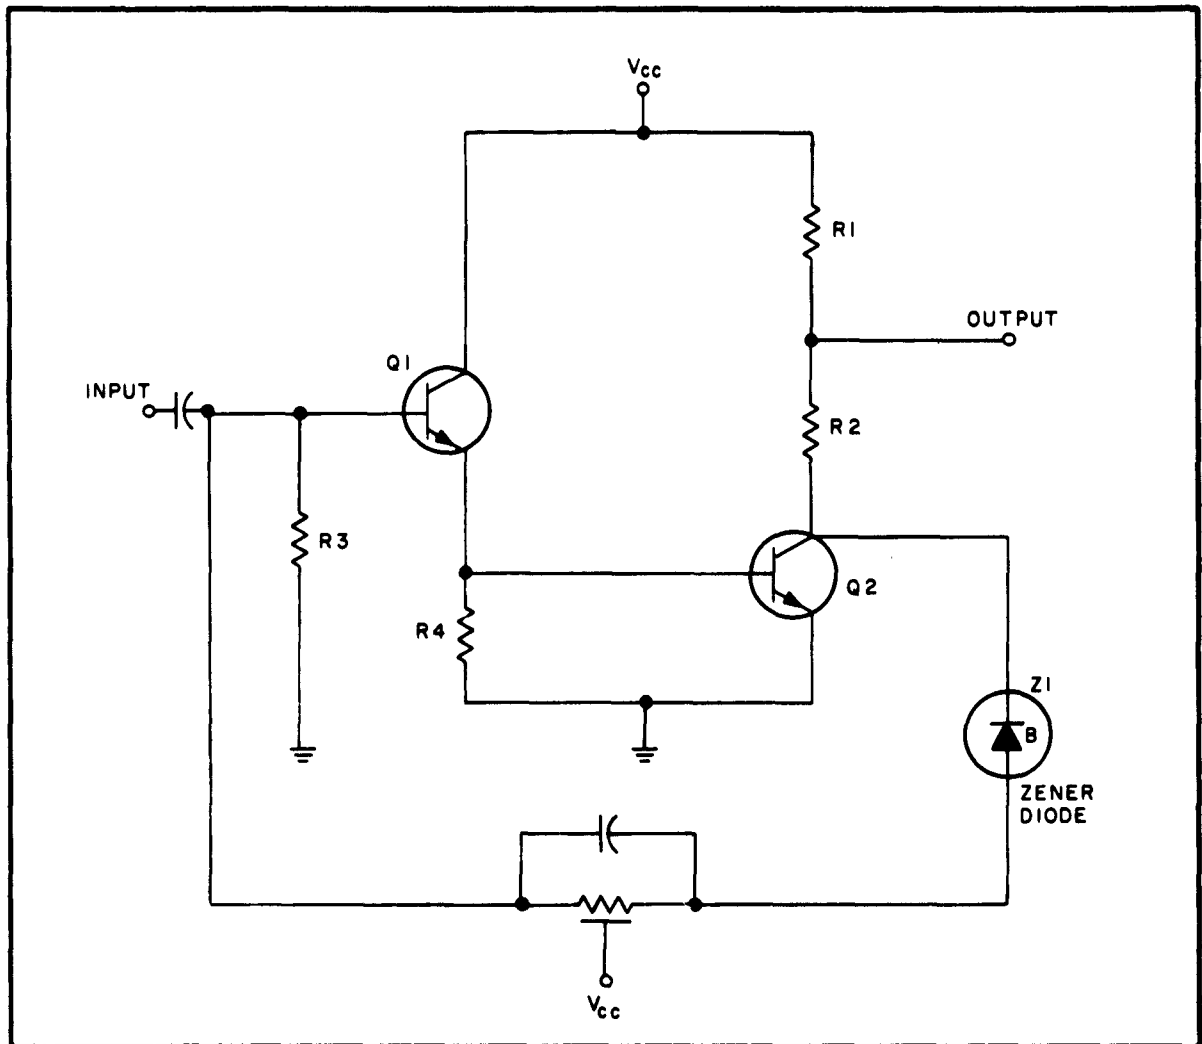 Vcc
R1
OUTPUT
Q1
INPUT
R2
R3
Q2
R4
Z1
B
ZENER
DIODE
Vcc